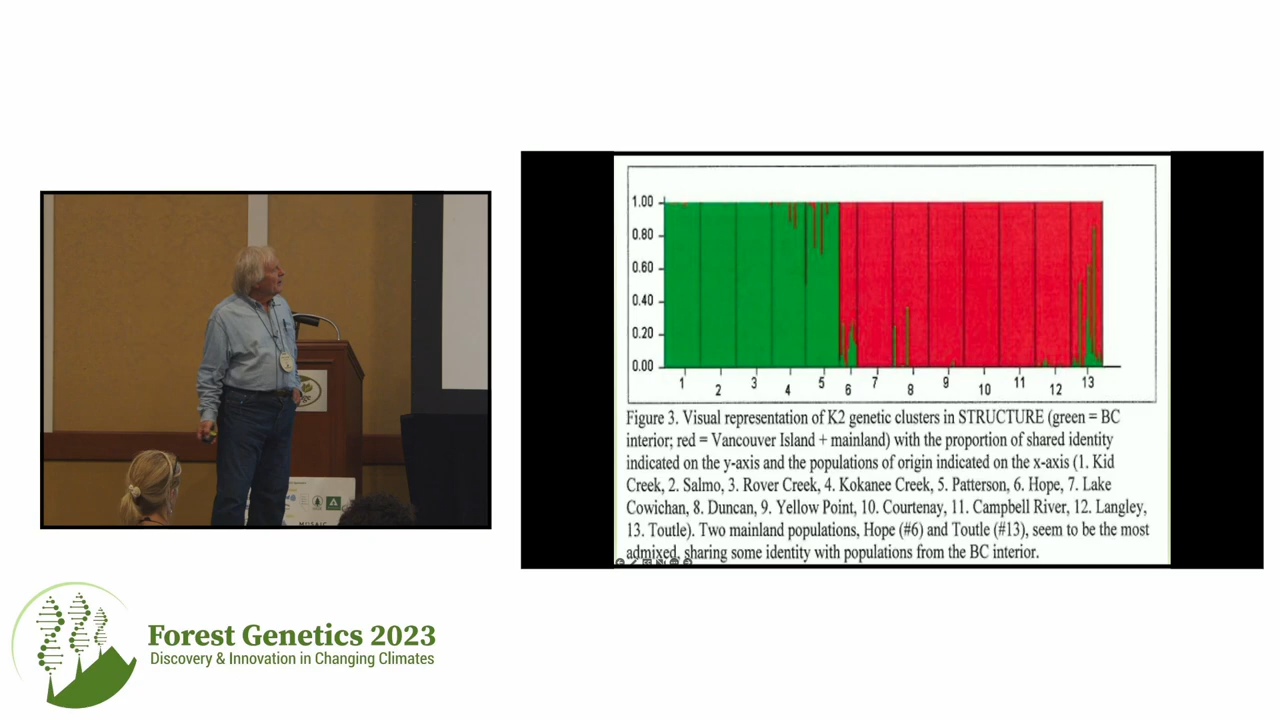 1.00
0.80
0.60
0.40
0.20
0.00
1 2 3 4 5 6 7 8 9 10 11 12 13
Figure 3. Visual representation of K2 genetic clusters in STRUCTURE (green = BC
interior; red = Vancouver Island + mainland) with the proportion of shared identity
indicated on the y-axis and the populations of origin indicated on the x-axis (1. Kid
Creek, 2. Salmo, 3. Rover Creek, 4. Kokanee Creek, 5. Patterson, 6. Hope, 7. Lake
Cowichan, 8. Duncan, 9. Yellow Point, 10. Courtenay, 11. Campbell River, 12. Langley,
13. Toutle). Two mainland populations, Hope (#6) and Toutle (#13), seem to be the most
admixed, sharing some identity with populations from the BC interior.
MOSAIC
Forest Genetics 2023
Discovery & Innovation in Changing Climates